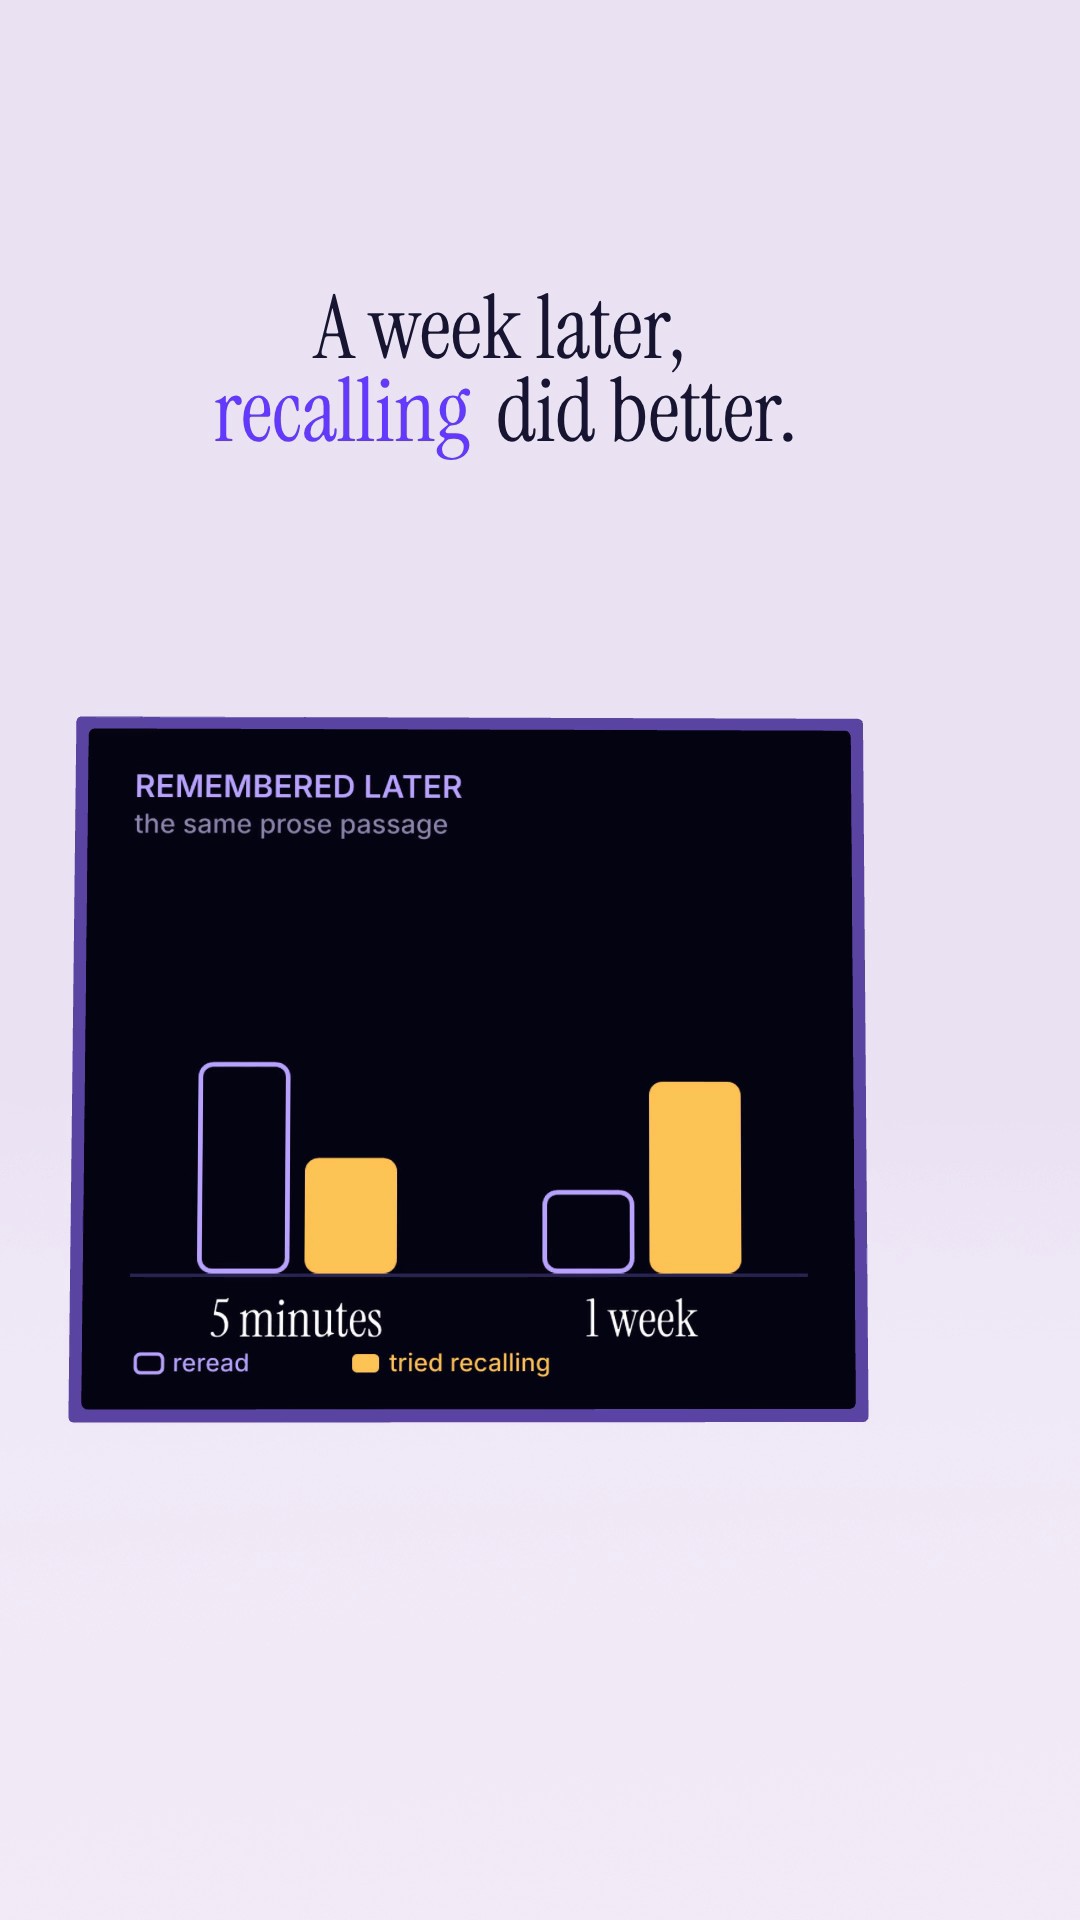 A week later,
recalling did better.
REMEMBERED LATER
the same prose passage
5 minutes
1 week
reread
tried recalling